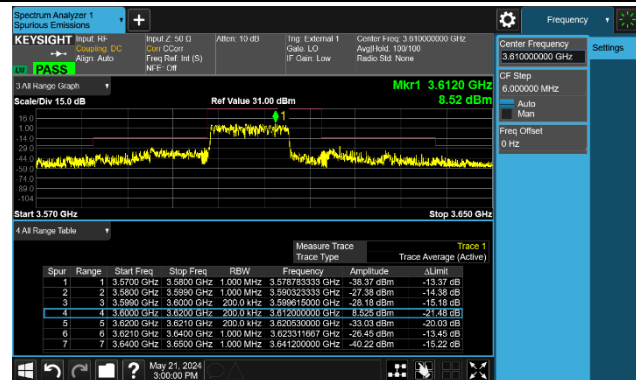 Spectrum Analyzer 1
Spurious Emissions
+
Frequency
KEYSIGHT Input: RF Input Z: 50 Ω Atten: 10 dB Trig: External 1 Center Freq: 3.610000000 GHz
Coupling: DC Corr CCorr Gate: LO Avg|Hold: 100/100
Align: Auto Freq Ref: Int (S) IF Gain: Low Radio Std: None
NFE: Off
LW PASS
Center Frequency
3.610000000 GHz
Settings
CF Step
6.000000 MHz
Auto
Man
Freq Offset
0 Hz
3 All Range Graph
Mkr1 3.6120 GHz
Scale/Div 15.0 dB Ref Value 31.00 dBm 8.52 dBm
1
16.0
1.00
-14.0
-29.0
-44.0
-59.0
-74.0
-89.0
-104
Start 3.570 GHz Stop 3.650 GHz
4 All Range Table
Measure Trace Trace 1
Trace Type Trace Average (Active)
Spur Range Start Freq Stop Freq RBW Frequency Amplitude ΔLimit
1 1 3.5700 GHz 3.5800 GHz 1.000 MHz 3.578783333 GHz -38.37 dBm -13.37 dB
2 2 3.5800 GHz 3.5990 GHz 1.000 MHz 3.590323333 GHz -27.38 dBm -14.38 dB
3 3 3.5990 GHz 3.6000 GHz 200.0 kHz 3.599615000 GHz -28.18 dBm -15.18 dB
4 4 3.6000 GHz 3.6200 GHz 200.0 kHz 3.612000000 GHz 8.525 dBm -21.48 dB
5 5 3.6200 GHz 3.6210 GHz 200.0 kHz 3.620530000 GHz -33.03 dBm -20.03 dB
6 6 3.6210 GHz 3.6400 GHz 1.000 MHz 3.623311667 GHz -26.45 dBm -13.45 dB
7 7 3.6400 GHz 3.6500 GHz 1.000 MHz 3.641200000 GHz -40.22 dBm -15.22 dB
? May 21, 2024
3:00:00 PM